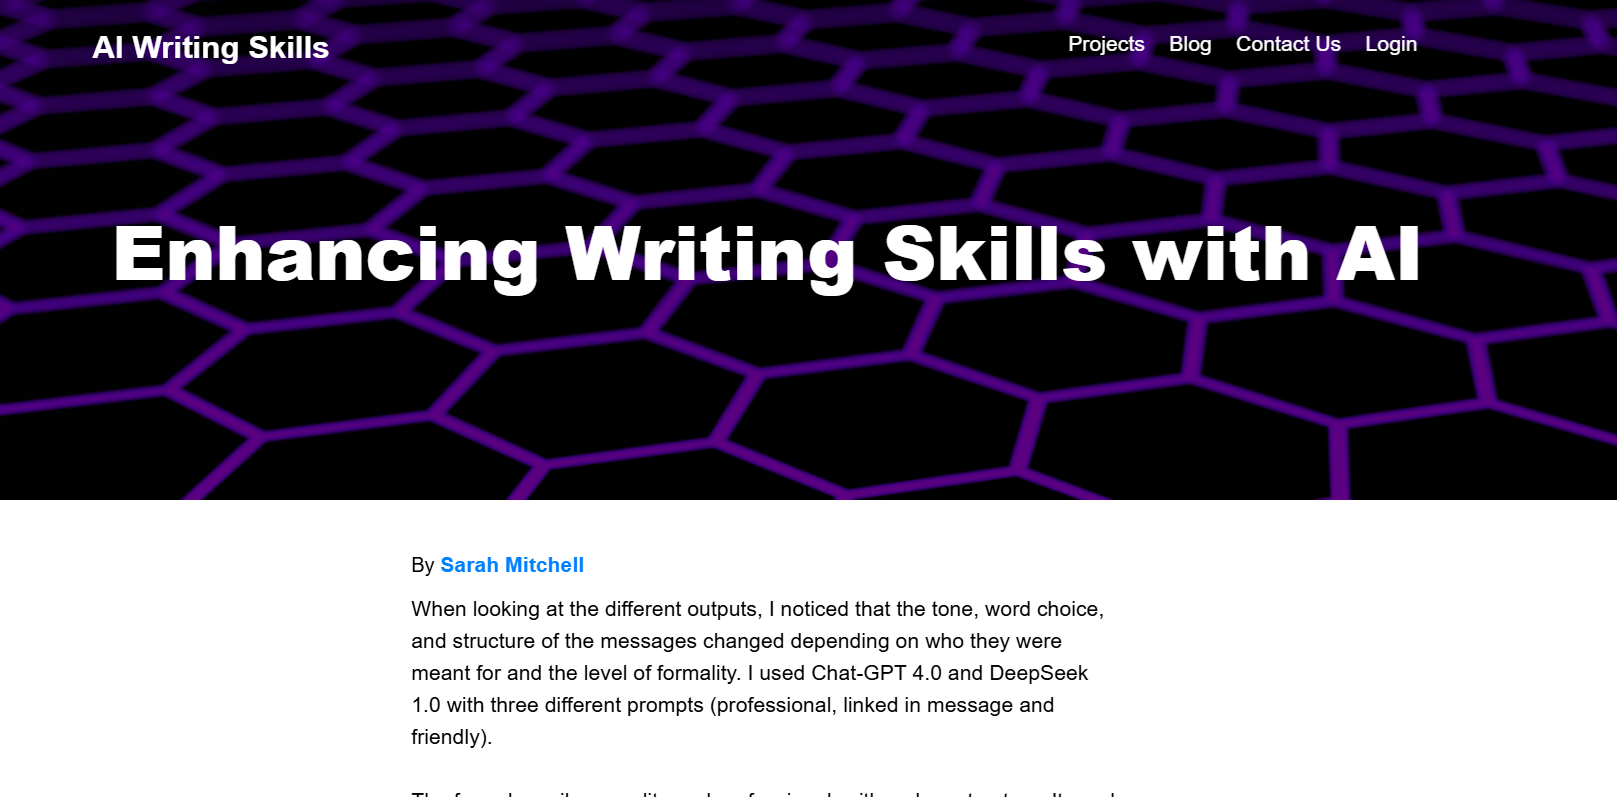 AI Writing Skills
Projects Blog Contact Us Login
Enhancing Writing Skills with AI
By Sarah Mitchell
When looking at the different outputs, I noticed that the tone, word choice,
and structure of the messages changed depending on who they were
meant for and the level of formality. I used Chat-GPT 4.0 and DeepSeek
1.0 with three different prompts (professional, linked in message and
friendly).